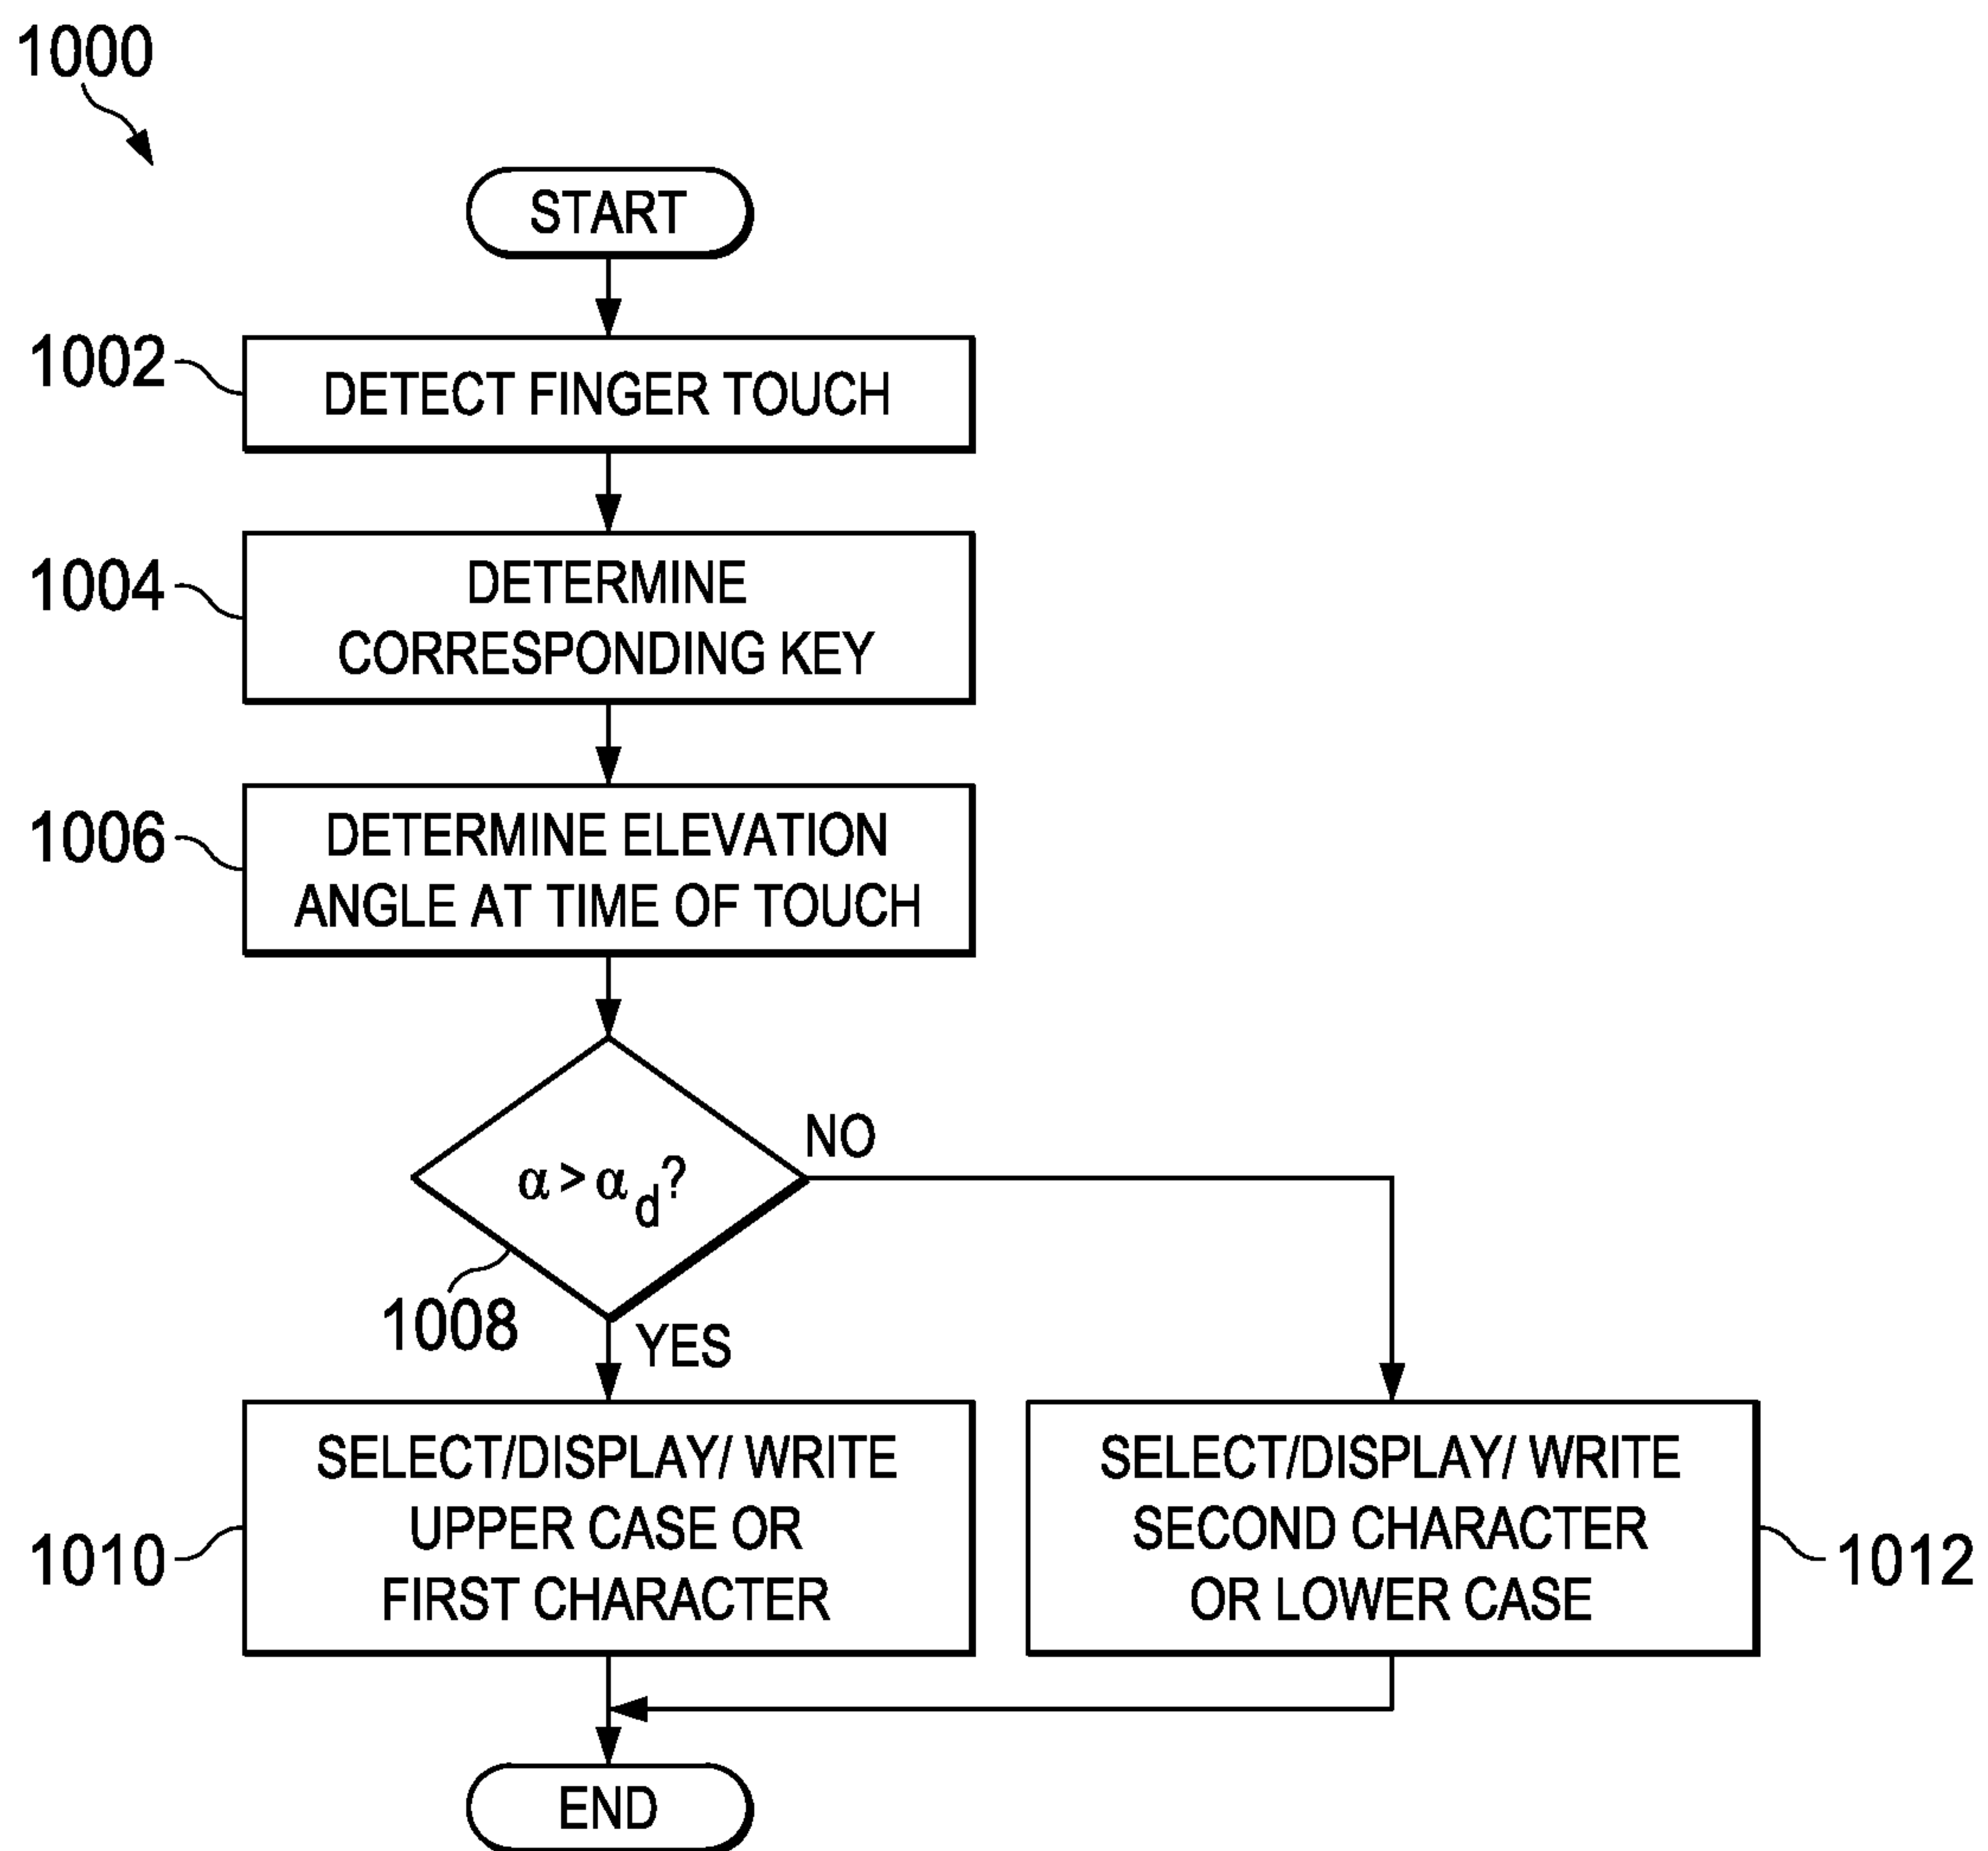 1000
START
1002
DETECT FINGER TOUCH
1004
DETERMINE
CORRESPONDING KEY
1006
DETERMINE ELEVATION
ANGLE AT TIME OF TOUCH
α > αd?
NO
1008
YES
1010
SELECT/DISPLAY/ WRITE
UPPER CASE OR
FIRST CHARACTER
SELECT/DISPLAY/ WRITE
SECOND CHARACTER
OR LOWER CASE
1012
END